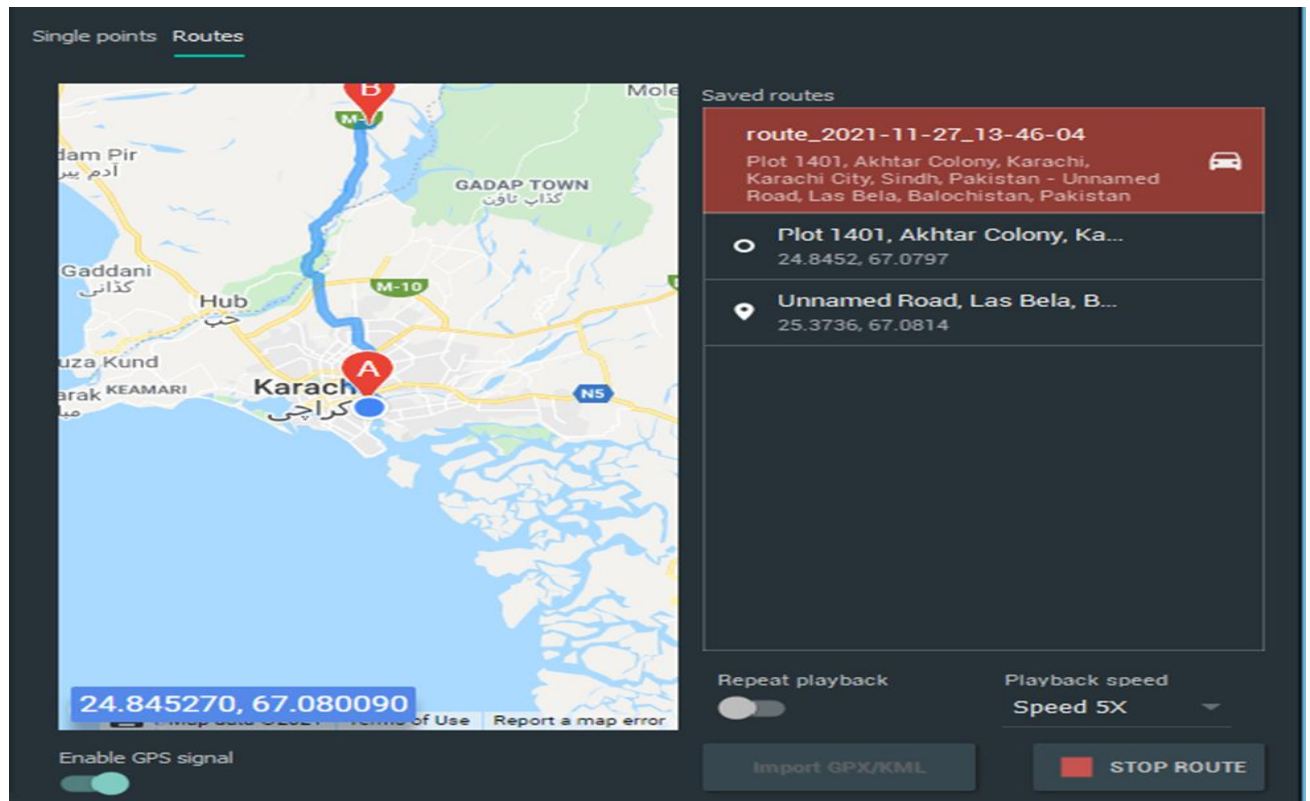 Single points Routes
B
Mole
M-
dam Pir
آدم پیر
GADAP TOWN
گڈاپ ٹاؤن
Gaddani
گڈانی
M-10
Hub
حب
uza Kund
A
arak KEAMARI
Karach
کراچی
N5
24.845270, 67.080090
Map data ©2021 Terms of Use Report a map error
Enable GPS signal
Saved routes
route_2021-11-27_13-46-04
Plot 1401, Akhtar Colony, Karachi,
Karachi City, Sindh, Pakistan - Unnamed
Road, Las Bela, Balochistan, Pakistan
Plot 1401, Akhtar Colony, Ka...
24.8452, 67.0797
Unnamed Road, Las Bela, B...
25.3736, 67.0814
Repeat playback
Playback speed
Speed 5X
Import GPX/KML
STOP ROUTE